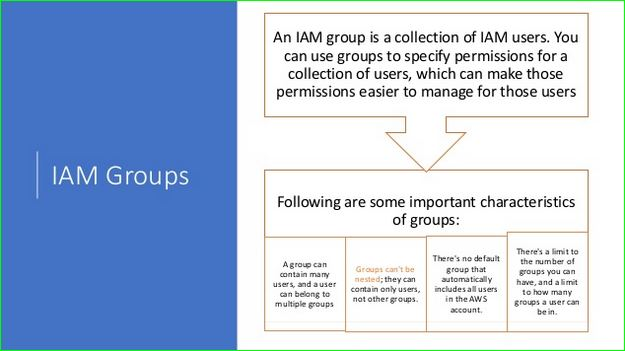 IAM Groups
An IAM group is a collection of IAM users. You
can use groups to specify permissions for a
collection of users, which can make those
permissions easier to manage for those users
Following are some important characteristics
of groups:
A group can
contain many
users, and a user
can belong to
multiple groups
Groups can't be
nested; they can
contain only users,
not other groups.
There's no default
group that
automatically
includes all users
in the AWS
account.
There's a limit to
the number of
groups you can
have, and a limit
to how many
groups a user can
be in.